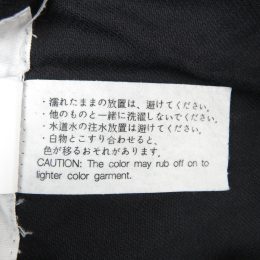 ・濡れたままの放置は、避けてください。
・他のものと一緒に洗濯しないでください。
・水道水の注水放置は、避けてください。
・白物とこすり合わせると、
色が移るおそれがあります。
CAUTION: The color may rub off on to
lighter color garment.